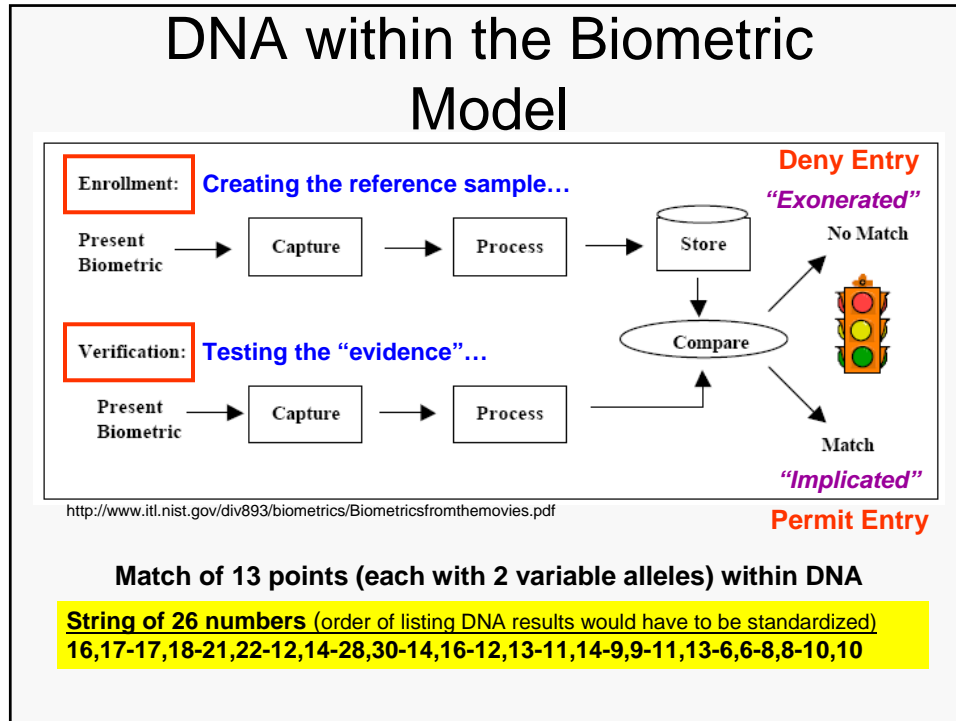 DNA within the Biometric
Model
Deny Entry
Enrollment: Creating the reference sample…
“Exonerated”
Present
Biometric
Capture
Process
Store
No Match
Verification: Testing the “evidence”…
Compare
Present
Biometric
Capture
Process
Match
“Implicated”
http://www.itl.nist.gov/div893/biometrics/Biometricsfromthemovies.pdf
Permit Entry
Match of 13 points (each with 2 variable alleles) within DNA
String of 26 numbers (order of listing DNA results would have to be standardized)
16,17-17,18-21,22-12,14-28,30-14,16-12,13-11,14-9,9-11,13-6,6-8,8-10,10